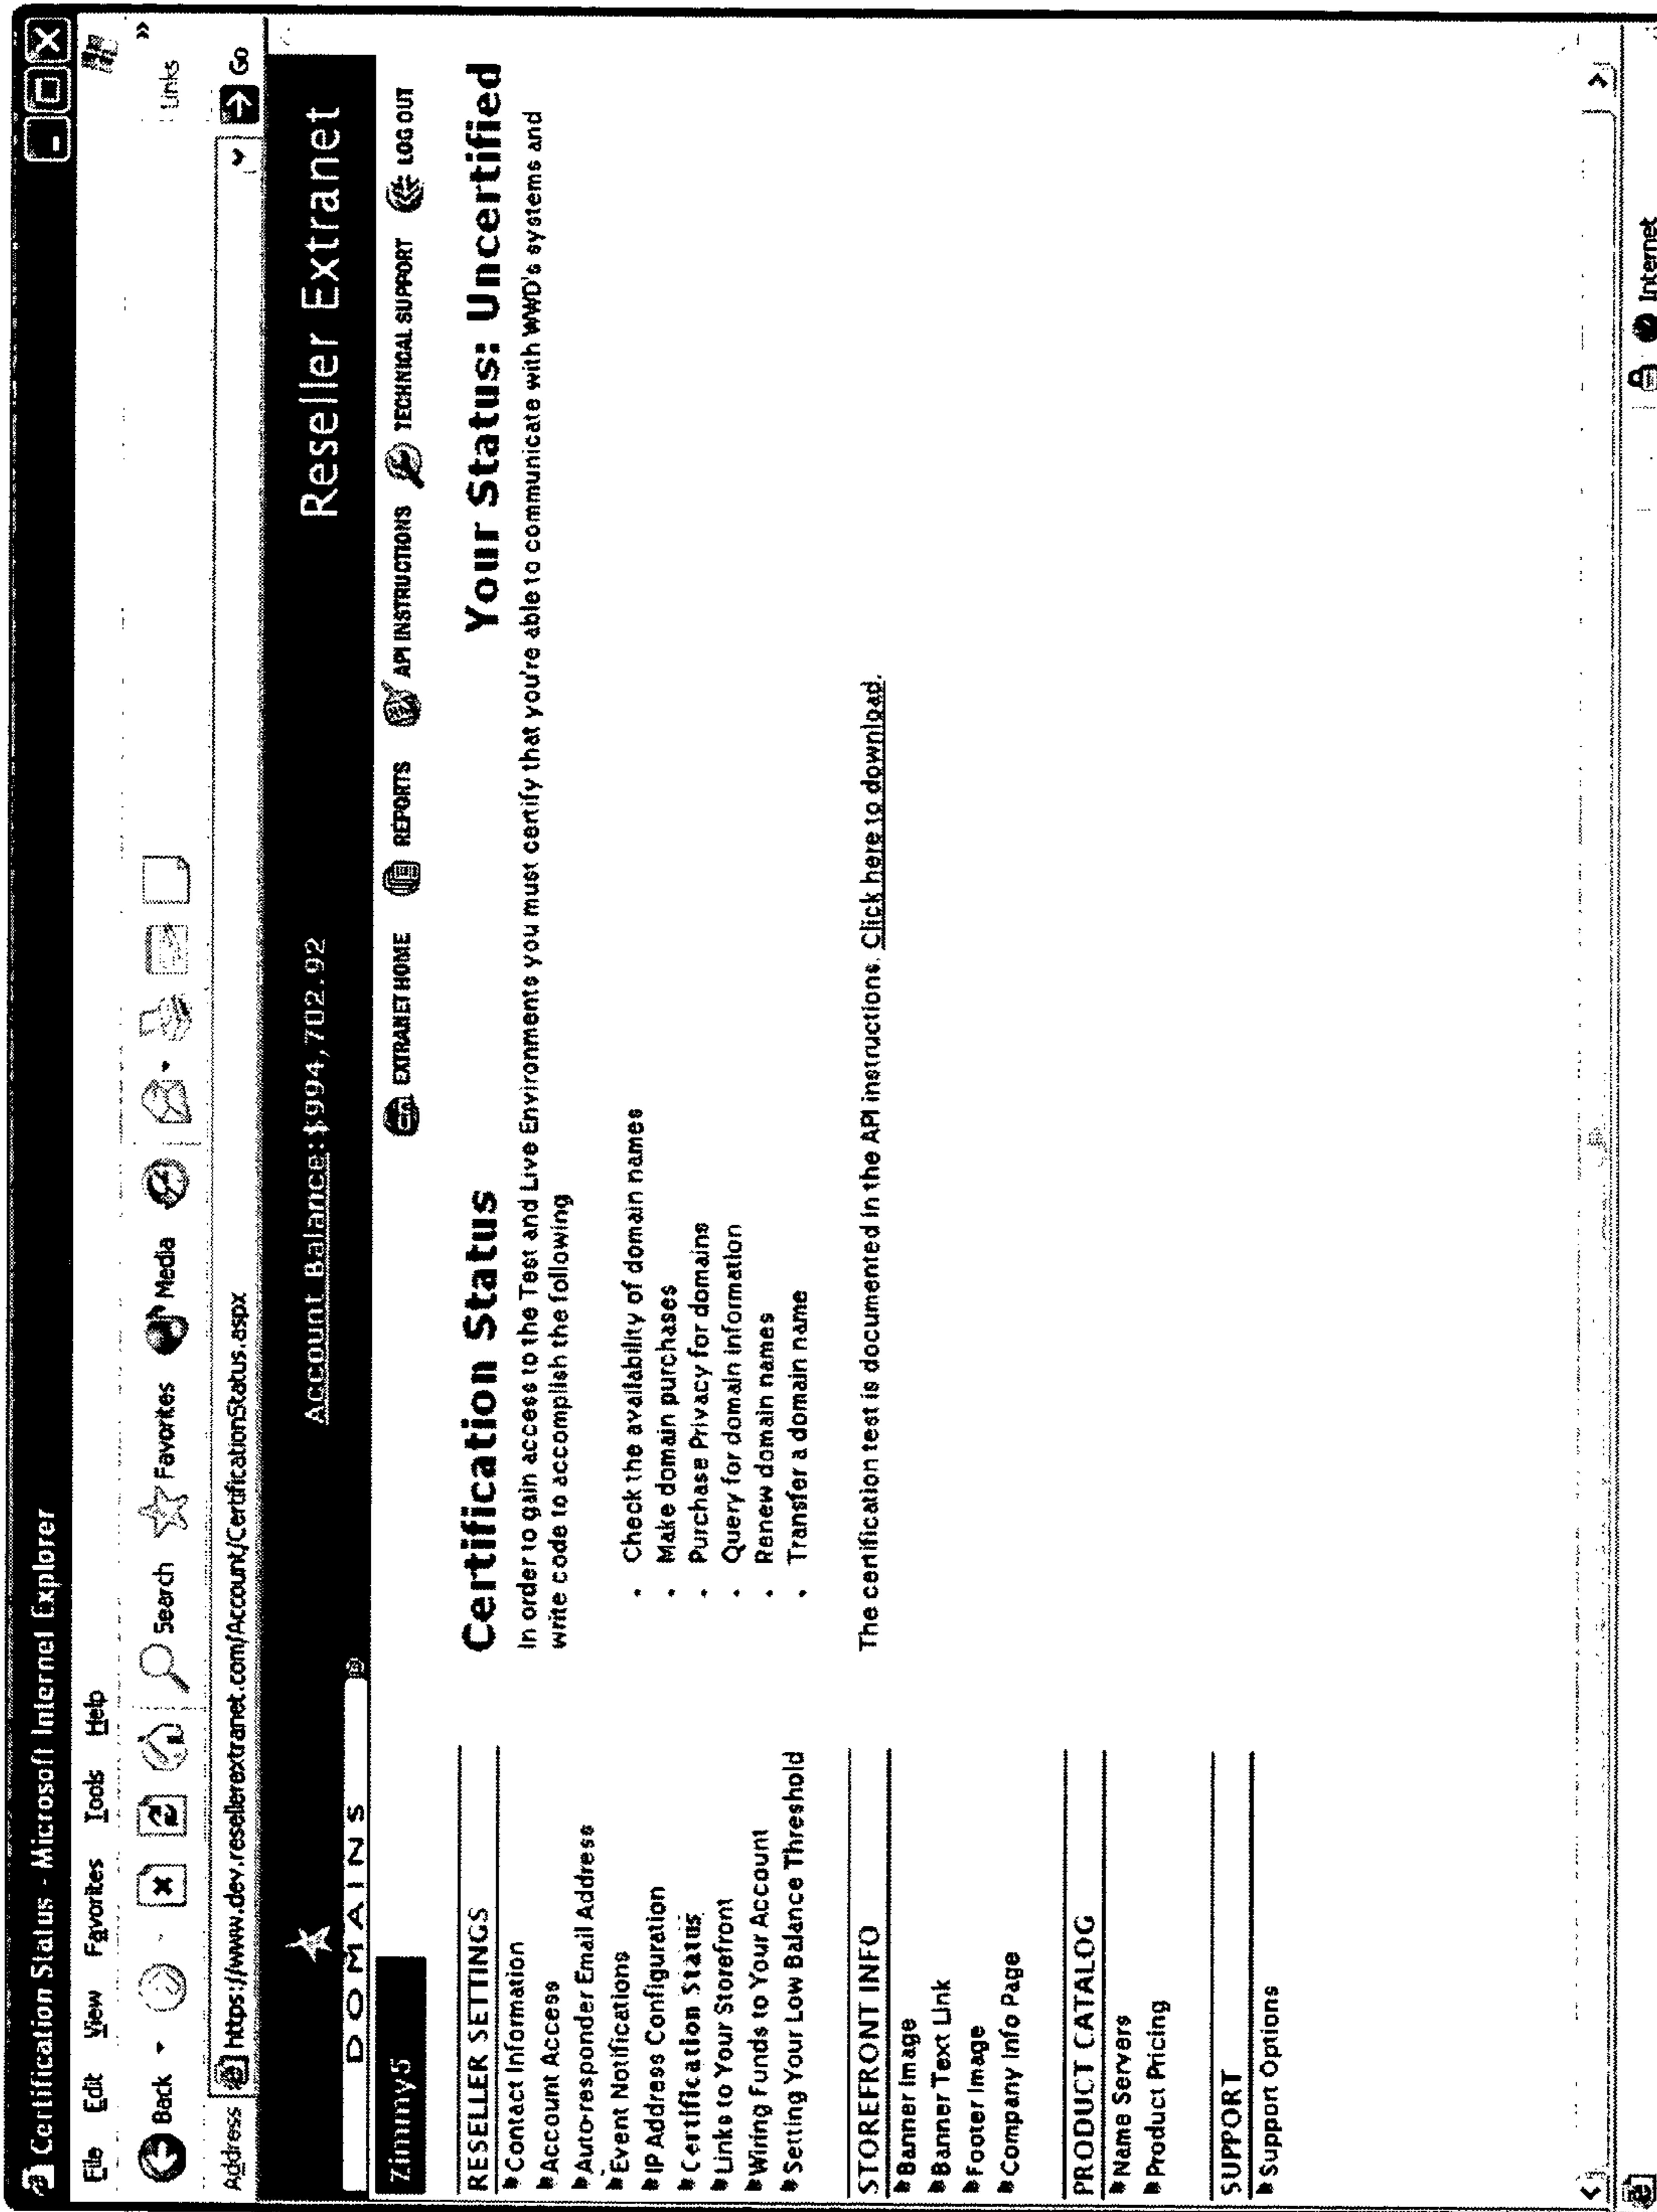 Certification Status - Microsoft Internet Explorer
File Edit View Favorites Tools Help
Back Search Favorites Media Links »
Address https://www.dev.resellerextranet.com/Account/CertificationStatus.aspx Go
DOMAINS®
Account Balance:$994,702.92
Reseller Extranet
Zimmy5
EXTRANET HOME REPORTS API INSTRUCTIONS TECHNICAL SUPPORT LOG OUT
RESELLER SETTINGS
Contact Information
Account Access
Auto-responder Email Address
Event Notifications
IP Address Configuration
Certification Status
Links to Your Storefront
Wiring Funds to Your Account
Setting Your Low Balance Threshold
STOREFRONT INFO
Banner Image
Banner Text Link
Footer Image
Company Info Page
PRODUCT CATALOG
Name Servers
Product Pricing
SUPPORT
Support Options
Certification Status Your Status: Uncertified
In order to gain access to the Test and Live Environments you must certify that you're able to communicate with WWD's systems and
write code to accomplish the following
• Check the availability of domain names
• Make domain purchases
• Purchase Privacy for domains
• Query for domain information
• Renew domain names
• Transfer a domain name
The certification test is documented in the API instructions. Click here to download.
Internet